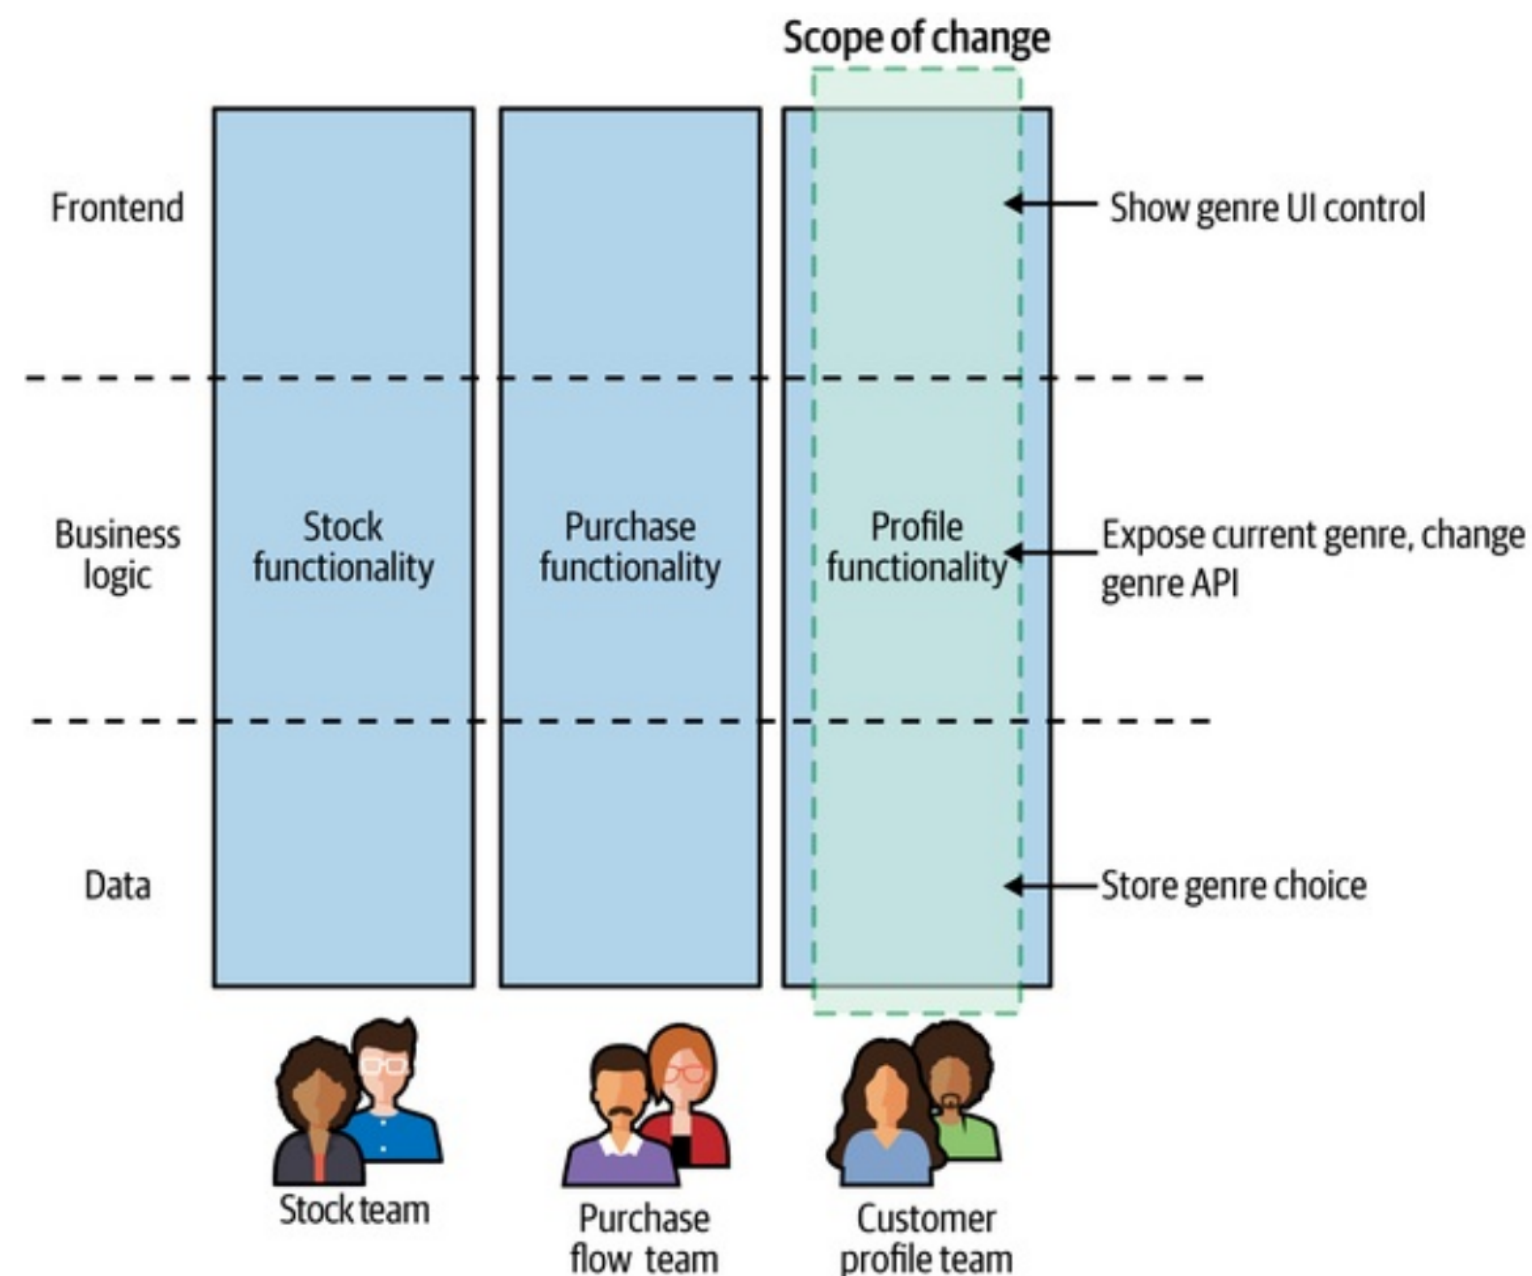 Scope of change
Frontend
Show genre UI control
Business
logic
Stock
functionality
Purchase
functionality
Profile
functionality
Expose current genre, change
genre API
Data
Store genre choice
Stock team
Purchase
flow team
Customer
profile team